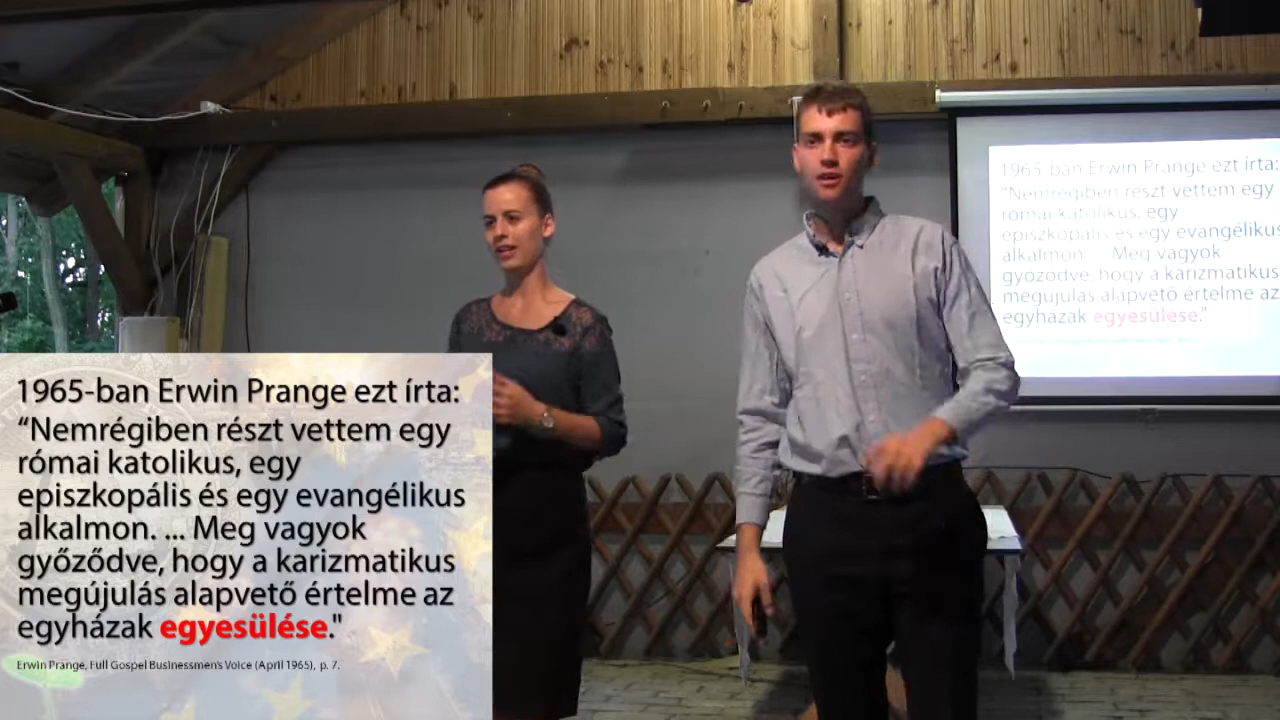 1965-ban Erwin Prange ezt írta:
"Nemrégiben részt vettem egy
római katolikus, egy
episzkopális és egy evangélikus
alkalmon. Meg vagyok
győződve, hogy a karizmatikus
megújulás alapvető értelme az
egyházak egyesülése."
1965-ban Erwin Prange ezt írta:
“Nemrégiben részt vettem egy
római katolikus, egy
episzkopális és egy evangélikus
alkalmon. ... Meg vagyok
győződve, hogy a karizmatikus
megújulás alapvető értelme az
egyházak egyesülése."
Erwin Prange, Full Gospel Businessmen's Voice (April 1965), p. 7.